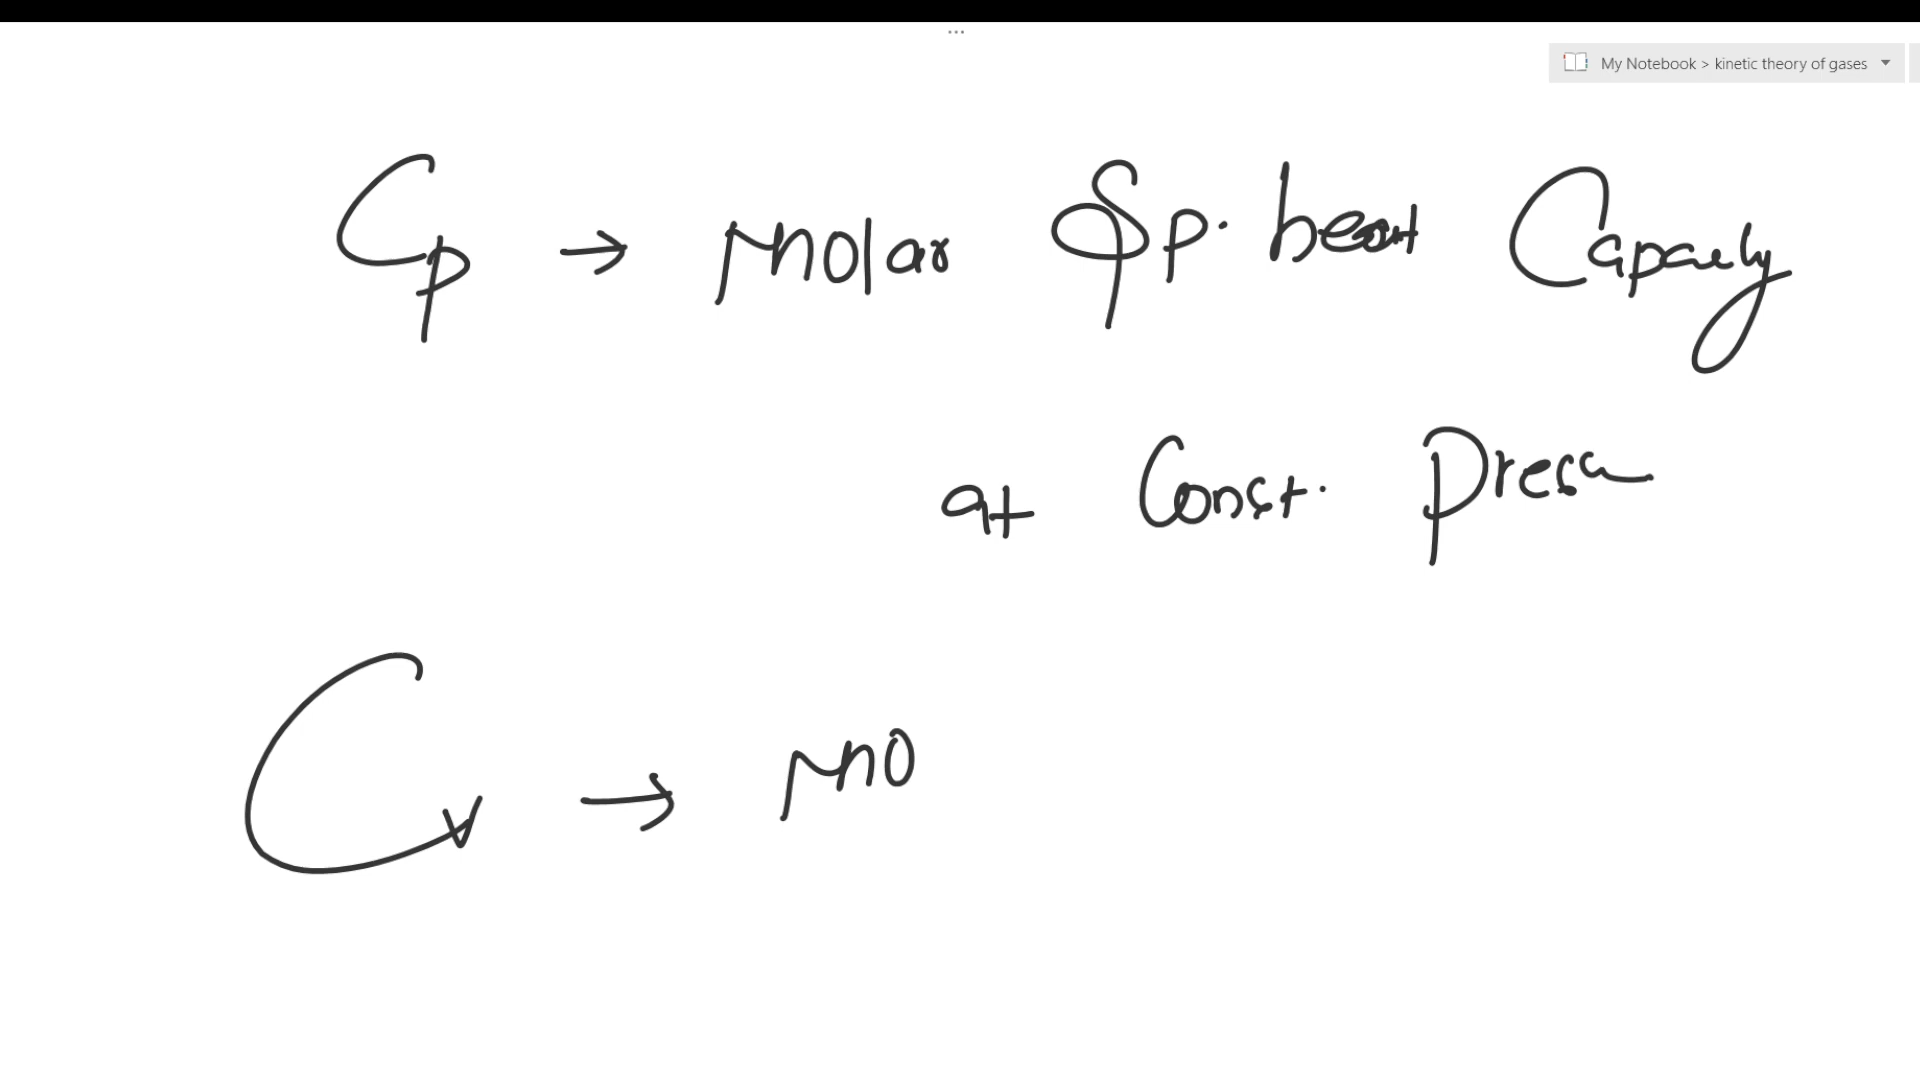 ...
My Notebook > kinetic theory of gases
Cp → Molar Sp. heat Capacity
at Const. Press
Cv → Mo